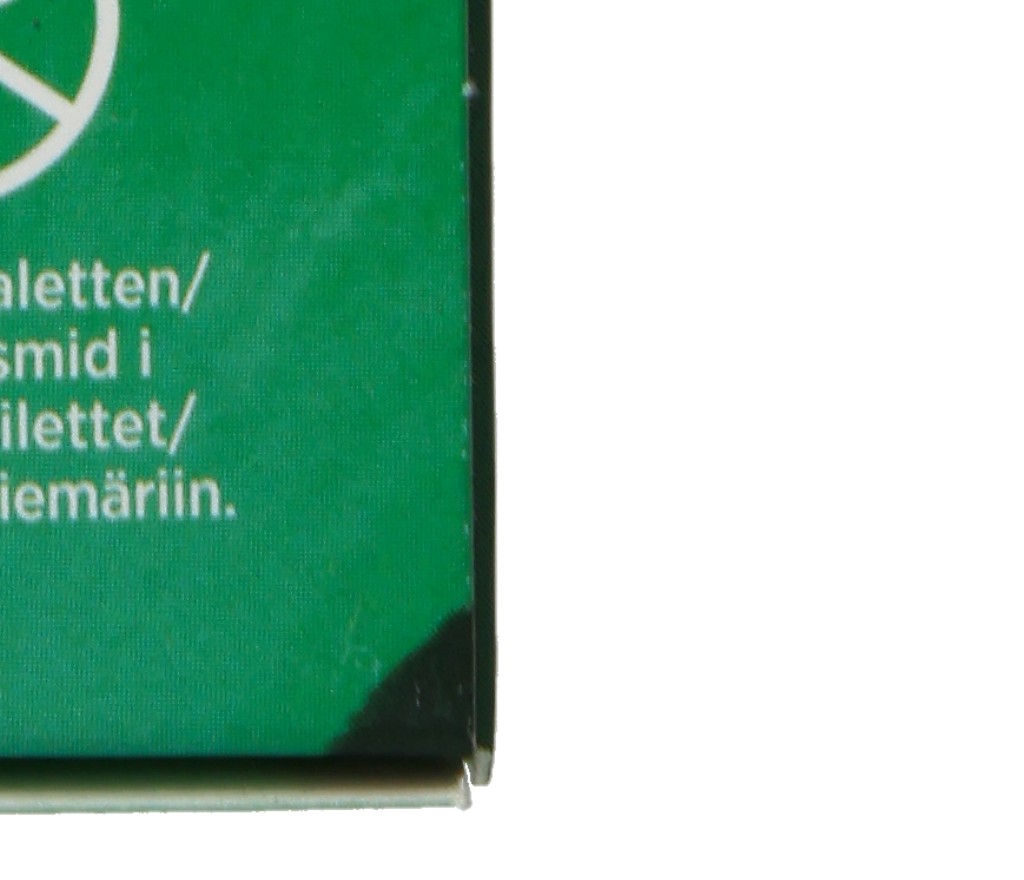 aletten/
smid i
ilettet/
iemäriin.